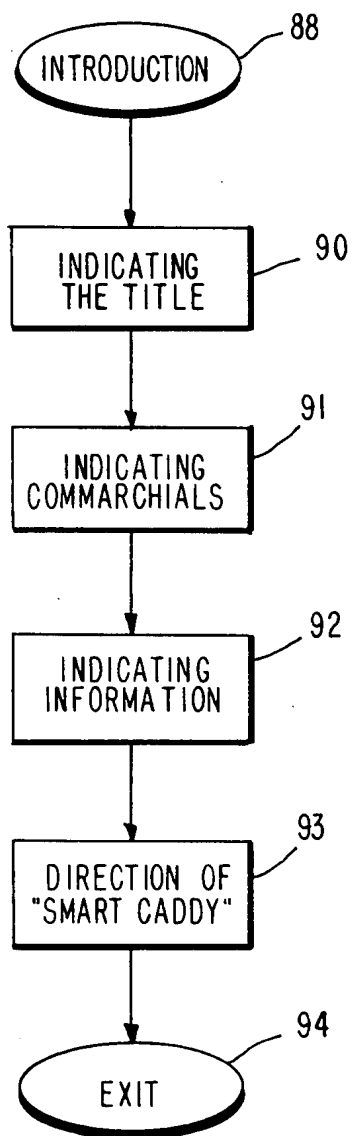 88
INTRODUCTION
90
INDICATING
THE TITLE
91
INDICATING
COMMARCHIALS
92
INDICATING
INFORMATION
93
DIRECTION OF
"SMART CADDY"
94
EXIT